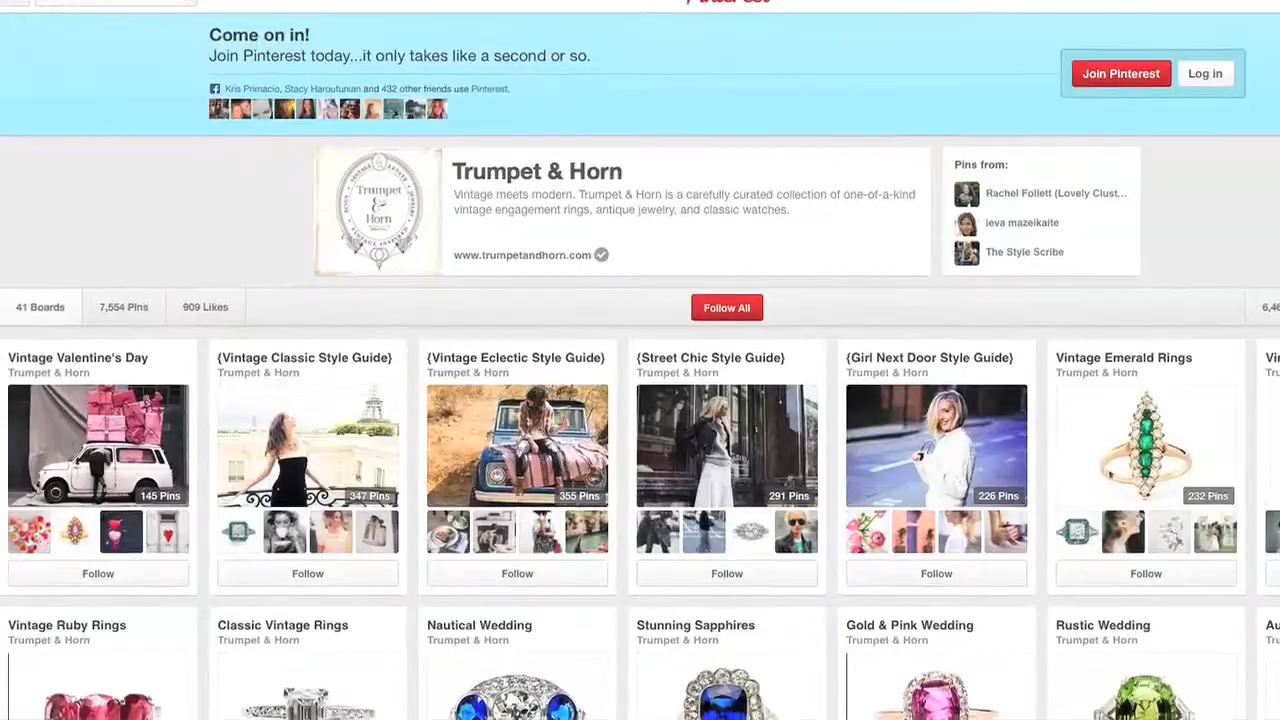 Come on in!
Join Pinterest today...it only takes like a second or so.
Kris Primacio, Stacy Haroutunian and 432 other friends use Pinterest.
Join Pinterest
Log in
Trumpet & Horn
Vintage meets modern. Trumpet & Horn is a carefully curated collection of one-of-a-kind
vintage engagement rings, antique jewelry, and classic watches.
www.trumpetandhorn.com
Trumpet
&
Horn
Pins from:
Rachel Follett (Lovely Clust...
ieva mazeikaite
The Style Scribe
41 Boards
7,554 Pins
909 Likes
Follow All
Vintage Valentine's Day
Trumpet & Horn
145 Pins
Follow
{Vintage Classic Style Guide}
Trumpet & Horn
347 Pins
Follow
{Vintage Eclectic Style Guide}
Trumpet & Horn
355 Pins
Follow
{Street Chic Style Guide}
Trumpet & Horn
291 Pins
Follow
{Girl Next Door Style Guide}
Trumpet & Horn
226 Pins
Follow
Vintage Emerald Rings
Trumpet & Horn
232 Pins
Follow
Vintage Ruby Rings
Trumpet & Horn
Classic Vintage Rings
Trumpet & Horn
Nautical Wedding
Trumpet & Horn
Stunning Sapphires
Trumpet & Horn
Gold & Pink Wedding
Trumpet & Horn
Rustic Wedding
Trumpet & Horn